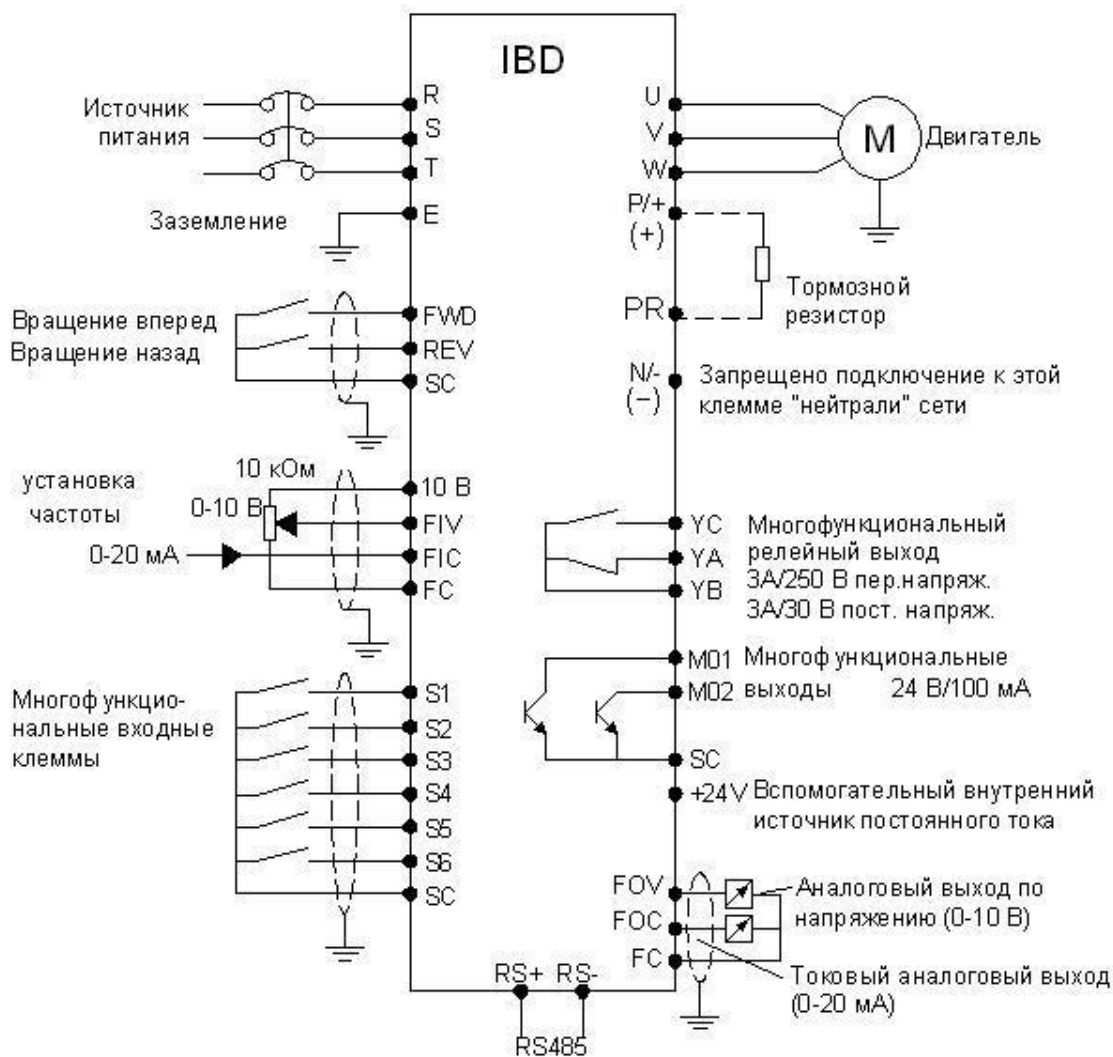 IBD
Источник
питания
R
S
T
Заземление
E
U
V
W
M
Двигатель
P/+
(+)
PR
Тормозной
резистор
N/-
(−)
Запрещено подключение к этой
клемме "нейтрали" сети
Вращение вперед
Вращение назад
FWD
REV
SC
установка
частоты
10 кОм
0-10 В
0-20 мА
10 В
FIV
FIC
FC
YC
YA
YB
Многофункциональный
релейный выход
3А/250 В пер.напряж.
3А/30 В пост. напряж.
Многофункцио-
нальные входные
клеммы
S1
S2
S3
S4
S5
S6
SC
M01
M02
Многофункциональные
выходы 24 В/100 мА
SC
+24V
Вспомогательный внутренний
источник постоянного тока
FOV
FOC
FC
Аналоговый выход по
напряжению (0-10 В)
Токовый аналоговый выход
(0-20 мА)
RS+ RS-
RS485